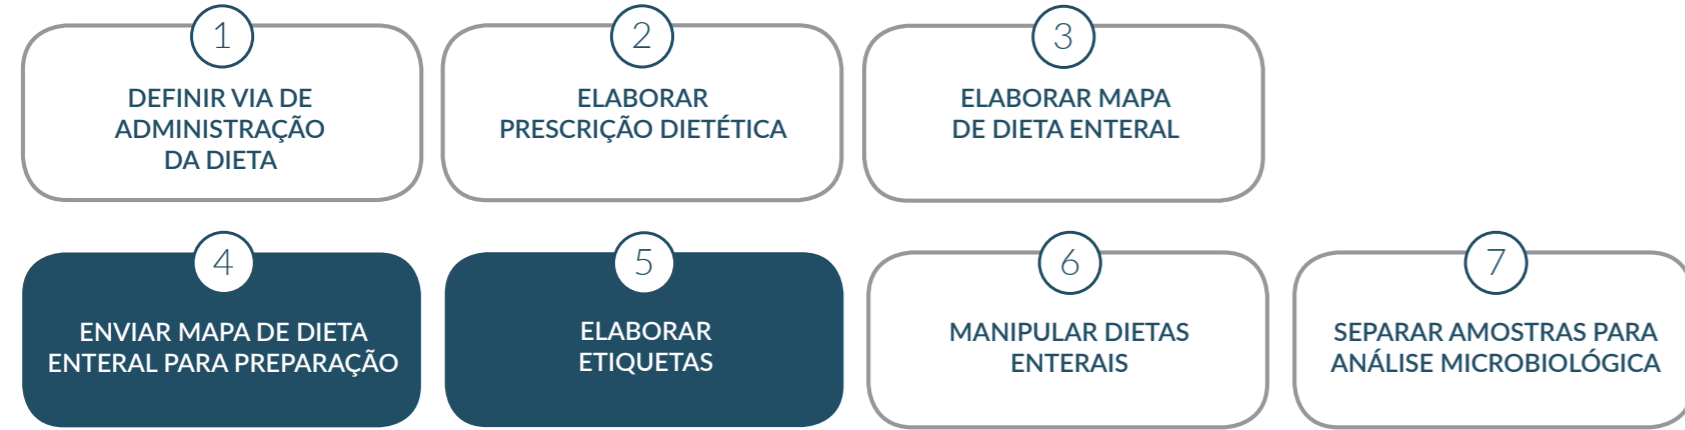 1
DEFINIR VIA DE
ADMINISTRAÇÃO
DA DIETA
2
ELABORAR
PRESCRIÇÃO DIETÉTICA
3
ELABORAR MAPA
DE DIETA ENTERAL
4
ENVIAR MAPA DE DIETA
ENTERAL PARA PREPARAÇÃO
5
ELABORAR
ETIQUETAS
6
MANIPULAR DIETAS
ENTERAIS
7
SEPARAR AMOSTRAS PARA
ANÁLISE MICROBIOLÓGICA